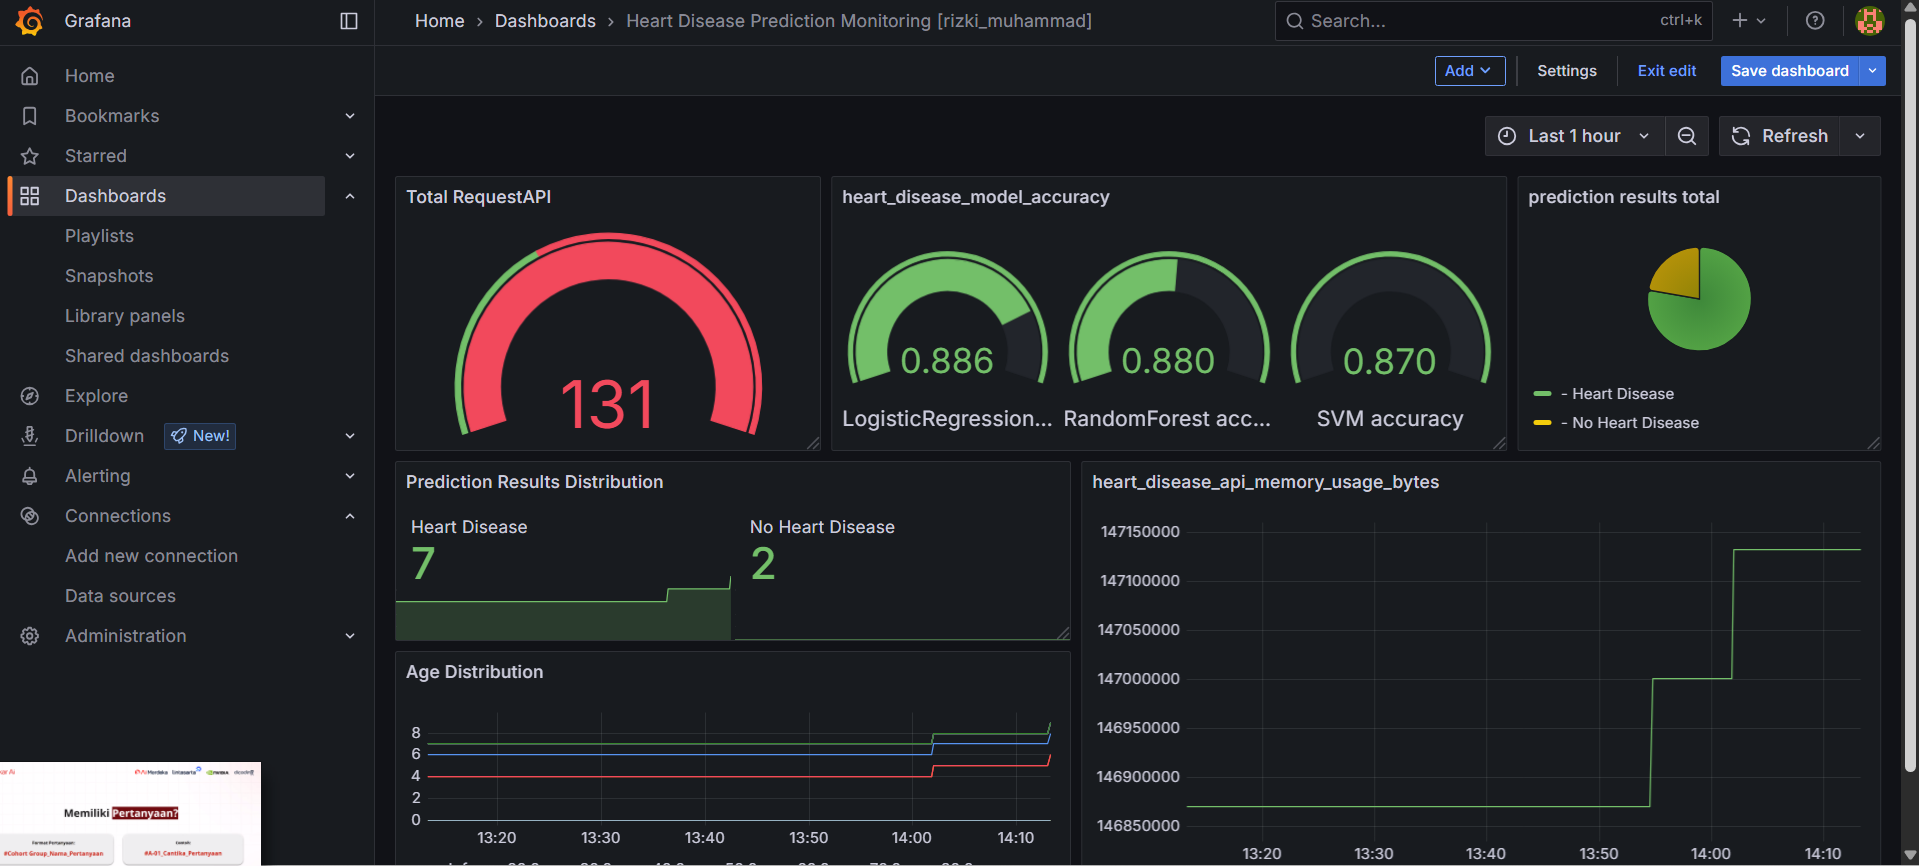 Grafana
Home › Dashboards › Heart Disease Prediction Monitoring [rizki_muhammad]
Search...
ctrl+k
Home
Bookmarks
Starred
Dashboards
Playlists
Snapshots
Library panels
Shared dashboards
Explore
Drilldown
New!
Alerting
Connections
Add new connection
Data sources
Administration
Add
Settings
Exit edit
Save dashboard
Last 1 hour
Refresh
Total RequestAPI
131
heart_disease_model_accuracy
0.886
0.880
0.870
LogisticRegression...
RandomForest acc...
SVM accuracy
prediction results total
- Heart Disease
- No Heart Disease
Prediction Results Distribution
Heart Disease
7
No Heart Disease
2
Age Distribution
8
6
4
2
0
13:20
13:30
13:40
13:50
14:00
14:10
heart_disease_api_memory_usage_bytes
147150000
147100000
147050000
147000000
146950000
146900000
146850000
13:20
13:30
13:40
13:50
14:00
14:10
Memiliki Pertanyaan?
Format Pertanyaan:
#Cohort Group_Nama_Pertanyaan
Contoh:
#A-01_Cantika_Pertanyaan